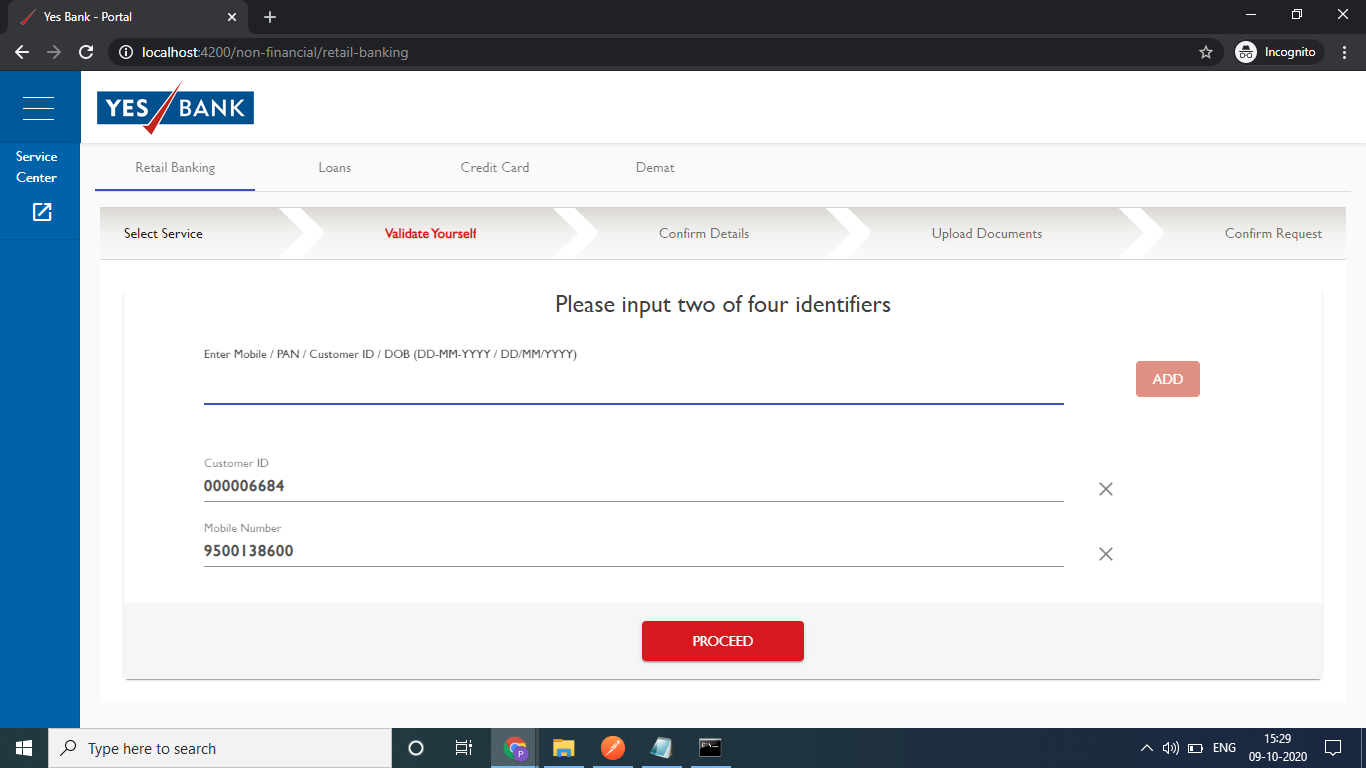 Yes Bank - Portal
localhost:4200/non-financial/retail-banking
Incognito
YES BANK
Service
Center
Retail Banking
Loans
Credit Card
Demat
Select Service
Validate Yourself
Confirm Details
Upload Documents
Confirm Request
Please input two of four identifiers
Enter Mobile / PAN / Customer ID / DOB (DD-MM-YYYY / DD/MM/YYYY)
ADD
Customer ID
000006684
Mobile Number
9500138600
PROCEED
Type here to search
P
C:\_
ENG
15:29
09-10-2020